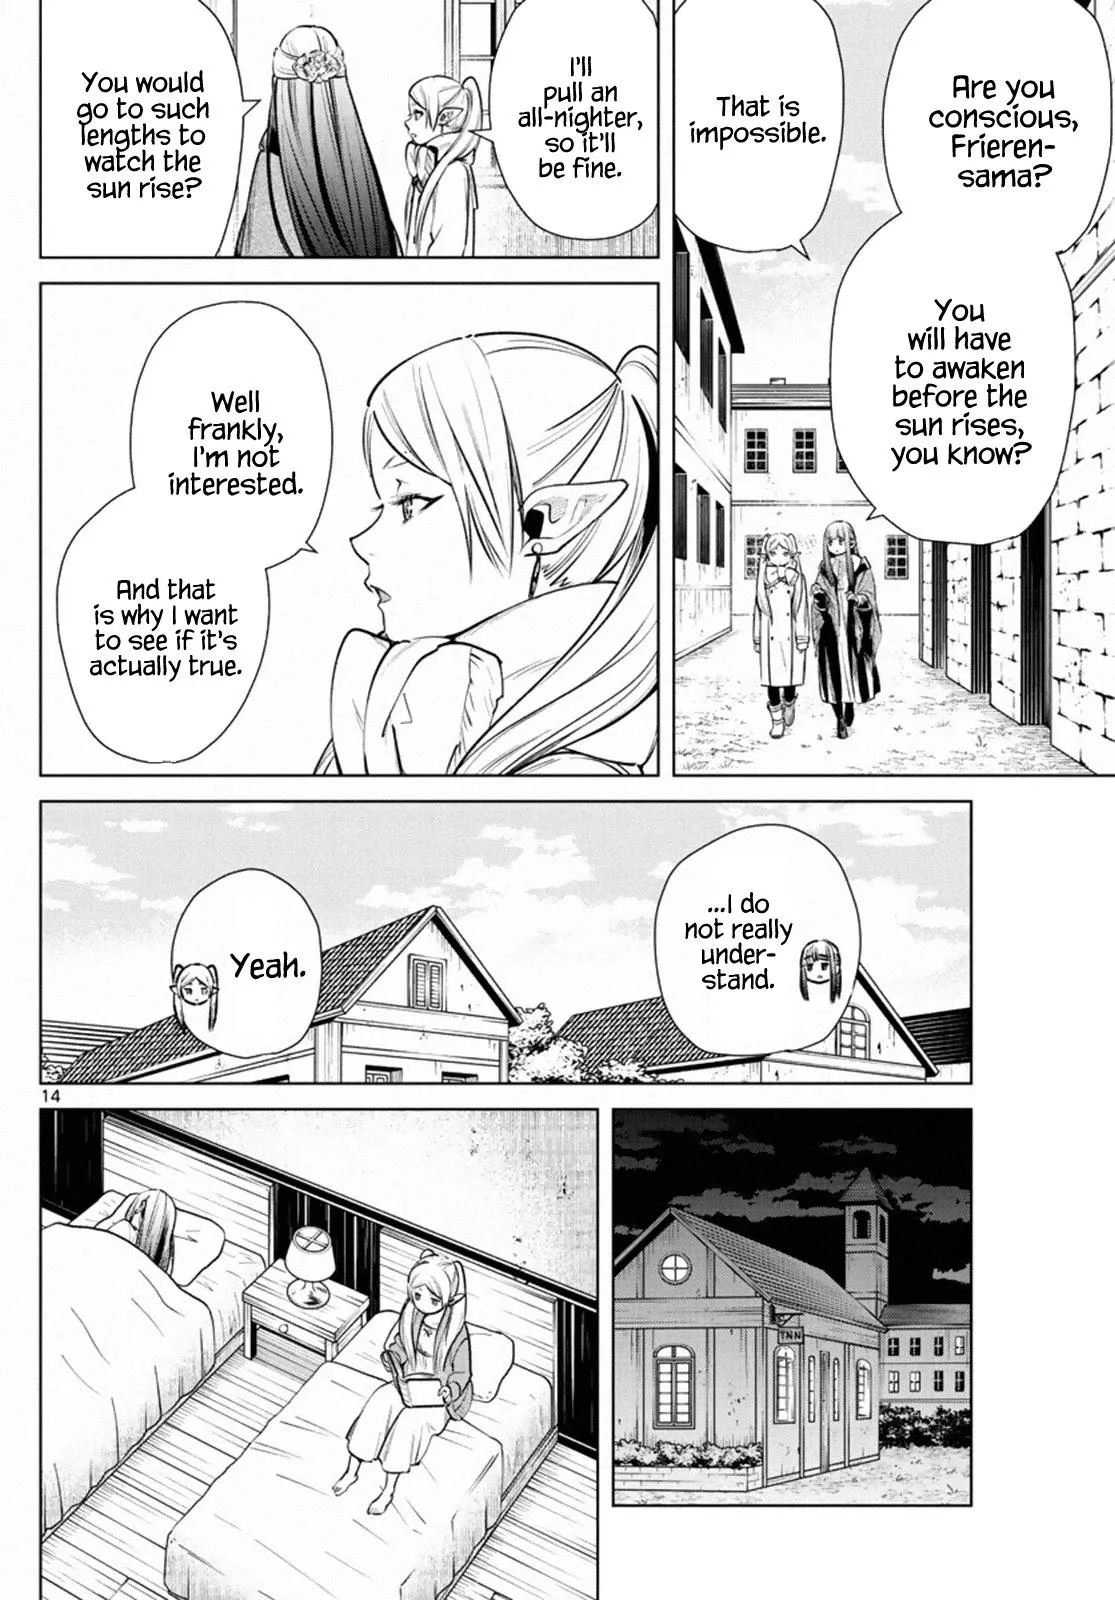 Are you
conscious,
Frieren-
sama?
You
will have
to awaken
before the
sun rises,
you know?
That is
impossible.
I'll
pull an
all-nighter,
so it'll
be fine.
You would
go to such
lengths to
watch the
sun rise?
Well
frankly,
I'm not
interested.
And that
is why I want
to see if it's
actually true.
...I do
not really
under-
stand.
Yeah.
14
INN